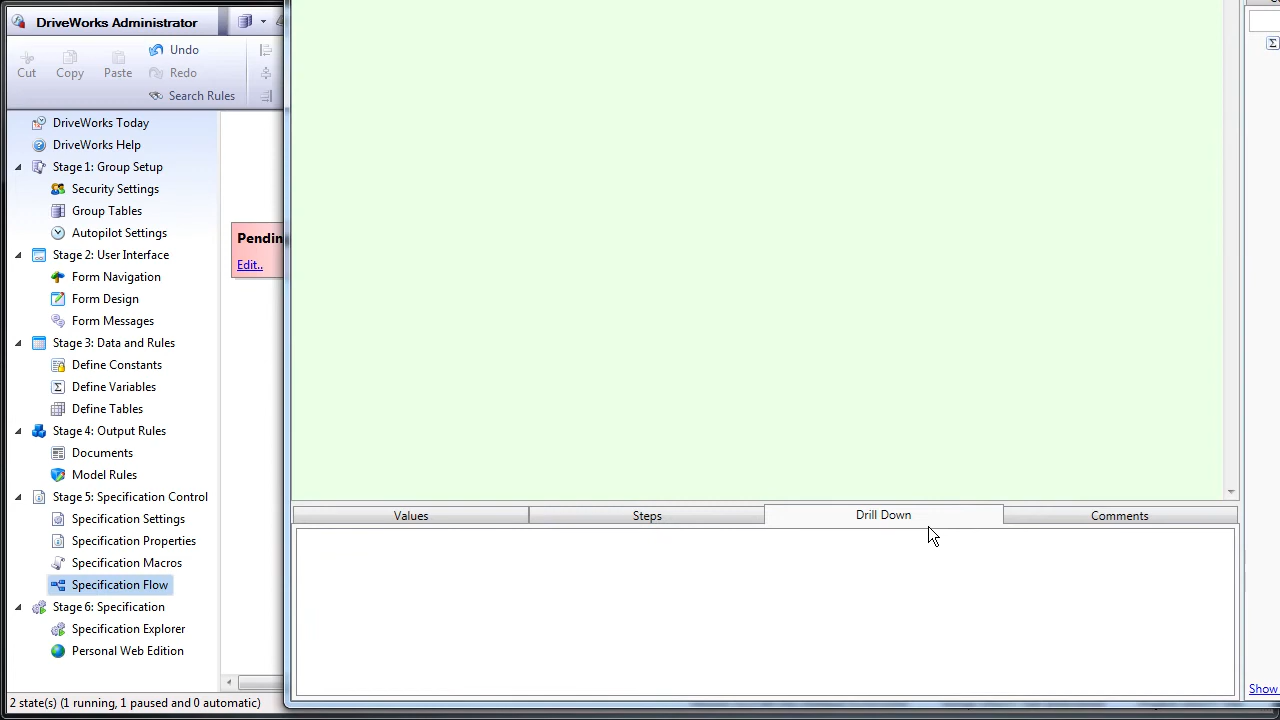 DriveWorks Administrator
Cut
Copy
Paste
Undo
Redo
Search Rules
DriveWorks Today
DriveWorks Help
Stage 1: Group Setup
Security Settings
Group Tables
Autopilot Settings
Stage 2: User Interface
Form Navigation
Form Design
Form Messages
Stage 3: Data and Rules
Define Constants
Define Variables
Define Tables
Stage 4: Output Rules
Documents
Model Rules
Stage 5: Specification Control
Specification Settings
Specification Properties
Specification Macros
Specification Flow
Stage 6: Specification
Specification Explorer
Personal Web Edition
2 state(s) (1 running, 1 paused and 0 automatic)
Pendin
Edit..
Values
Steps
Drill Down
Comments
Show